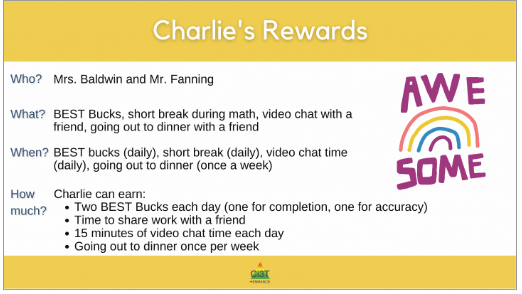 Charlie's Rewards
Who? Mrs. Baldwin and Mr. Fanning
What? BEST Bucks, short break during math, video chat with a
friend, going out to dinner with a friend
When? BEST bucks (daily), short break (daily), video chat time
(daily), going out to dinner (once a week)
How Charlie can earn:
much? • Two BEST Bucks each day (one for completion, one for accuracy)
• Time to share work with a friend
• 15 minutes of video chat time each day
• Going out to dinner once per week
AWE
SOME